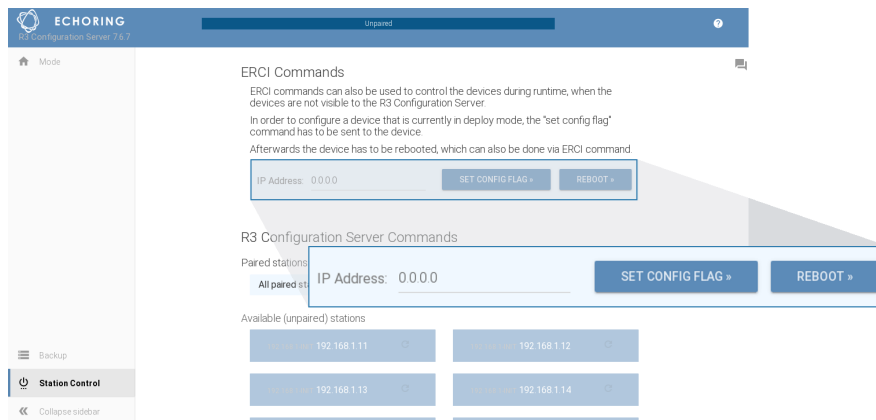 ECHORING
R3 Configuration Server 7.6.7
Unpaired
Mode
ERCI Commands
ERCI commands can also be used to control the devices during runtime, when the
devices are not visible to the R3 Configuration Server.
In order to configure a device that is currently in deploy mode, the "set config flag"
command has to be sent to the device.
Afterwards the device has to be rebooted, which can also be done via ERCI command.
IP Address: 0.0.0.0 SET CONFIG FLAG » REBOOT »
R3 Configuration Server Commands
Paired stations
All paired
IP Address: 0.0.0.0 SET CONFIG FLAG » REBOOT »
Available (unpaired) stations
192.168.1.11 192.168.1.12
192.168.1.13 192.168.1.14
Backup
Station Control
Collapse sidebar